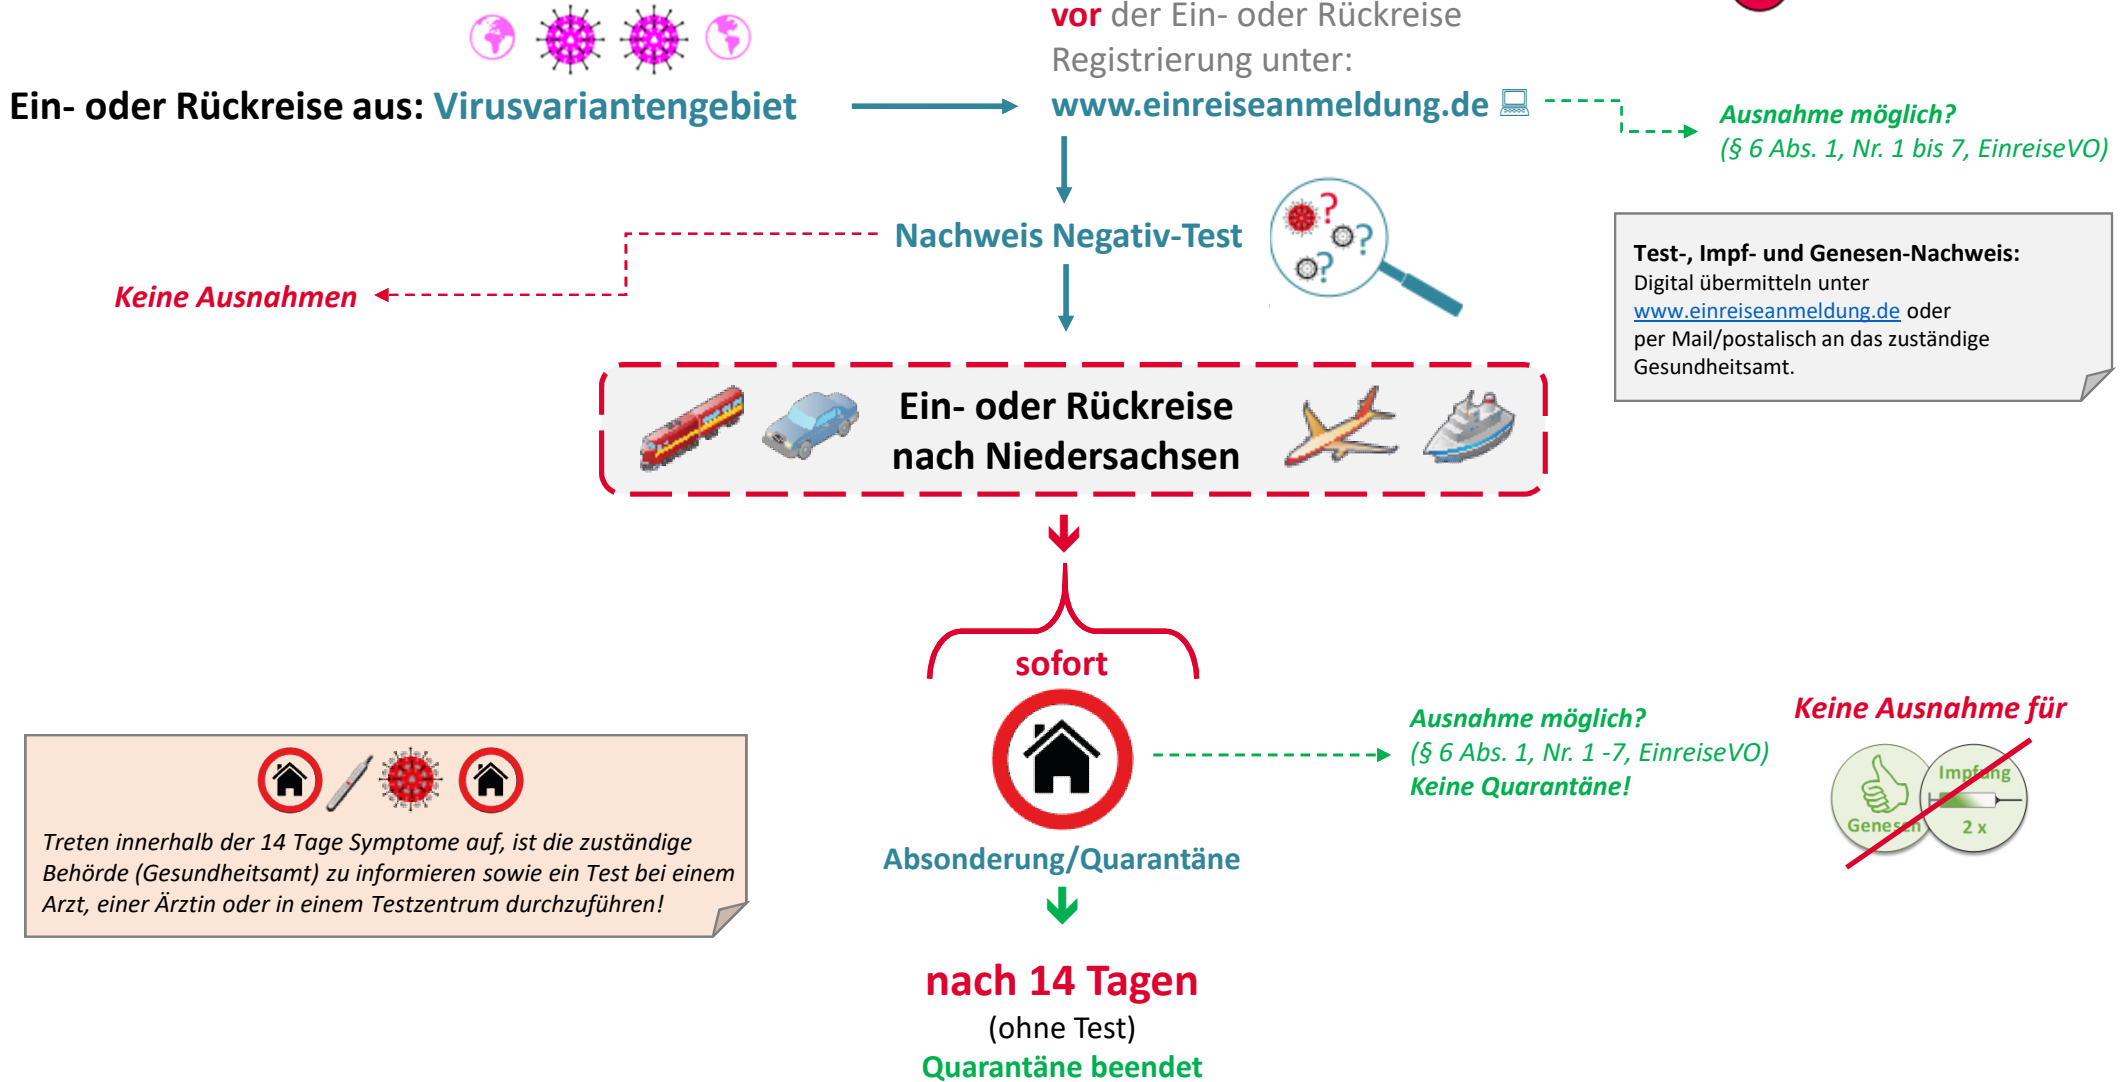 vor der Ein- oder Rückreise
Registrierung unter:
Ein- oder Rückreise aus: Virusvariantengebiet
www.einreiseanmeldung.de
Ausnahme möglich?
(§ 6 Abs. 1, Nr. 1 bis 7, EinreiseVO)
Nachweis Negativ-Test
? ? ?
Keine Ausnahmen
Test-, Impf- und Genesen-Nachweis:
Digital übermitteln unter
www.einreiseanmeldung.de oder
per Mail/postalisch an das zuständige
Gesundheitsamt.
Ein- oder Rückreise
nach Niedersachsen
sofort
Absonderung/Quarantäne
Ausnahme möglich?
(§ 6 Abs. 1, Nr. 1 -7, EinreiseVO)
Keine Quarantäne!
Keine Ausnahme für
Genesen
Impfung
2 x
Treten innerhalb der 14 Tage Symptome auf, ist die zuständige
Behörde (Gesundheitsamt) zu informieren sowie ein Test bei einem
Arzt, einer Ärztin oder in einem Testzentrum durchzuführen!
nach 14 Tagen
(ohne Test)
Quarantäne beendet